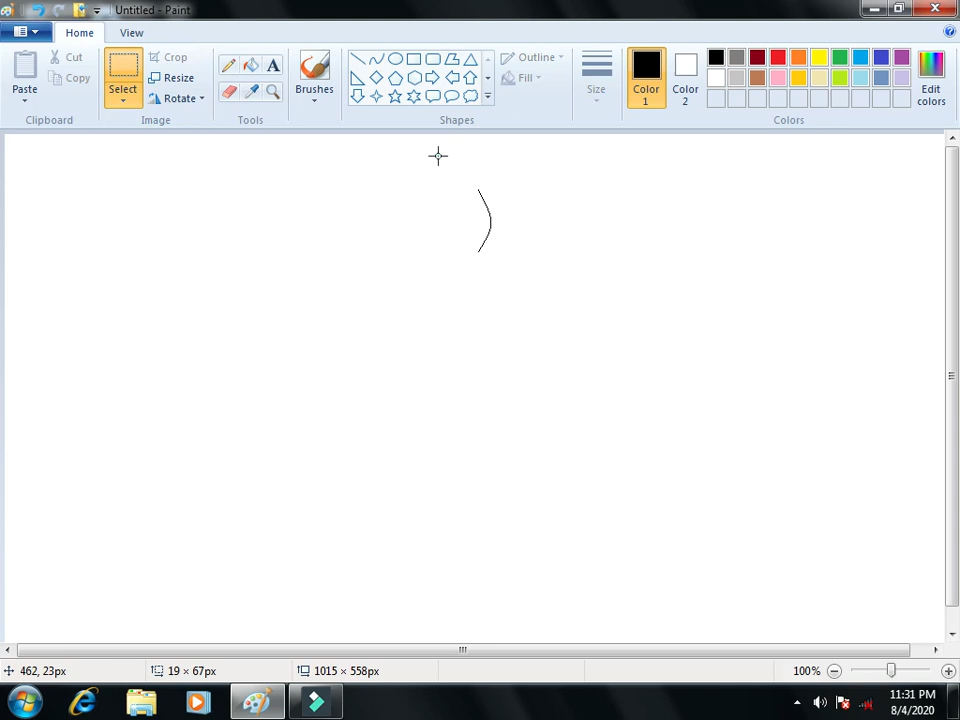 Untitled - Paint
Home
View
Paste
Cut
Copy
Clipboard
Select
Crop
Resize
Rotate
Image
A
Tools
Brushes
Outline
Fill
Shapes
Size
Color
1
Color
2
Edit
colors
Colors
462, 23px
19 × 67px
1015 × 558px
100%
11:31 PM
8/4/2020